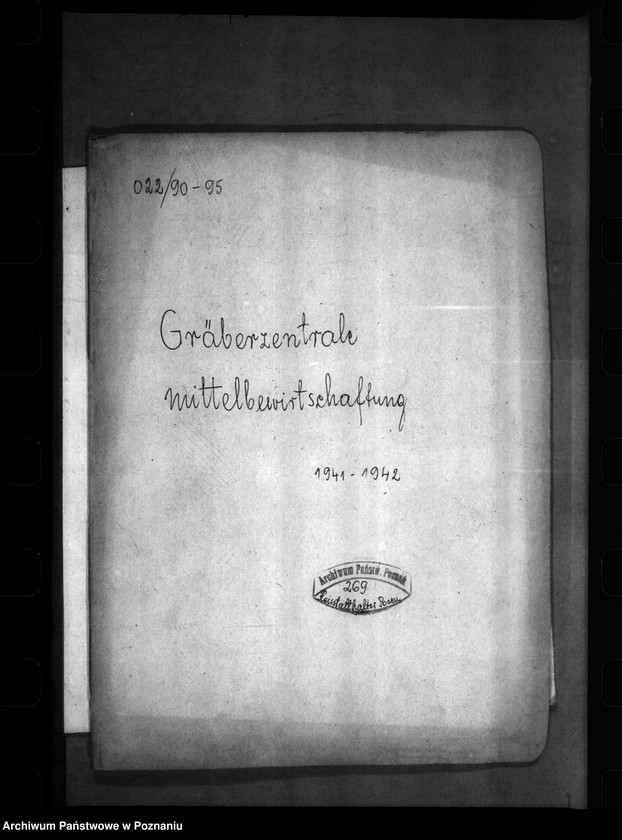 022/90-95
Gräberzentrale
Mittelbewirtschaftung
1941-1942
Archiwum Państw. Poznań
269
Reichsstatthalter Posen
Archiwum Państwowe w Poznaniu